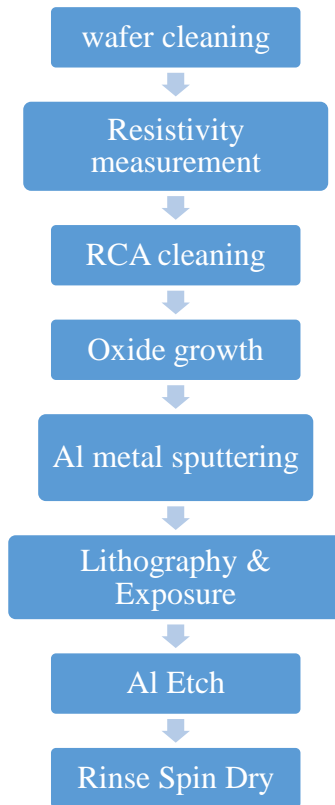 wafer cleaning
Resistivity
measurement
RCA cleaning
Oxide growth
Al metal sputtering
Lithography &
Exposure
Al Etch
Rinse Spin Dry